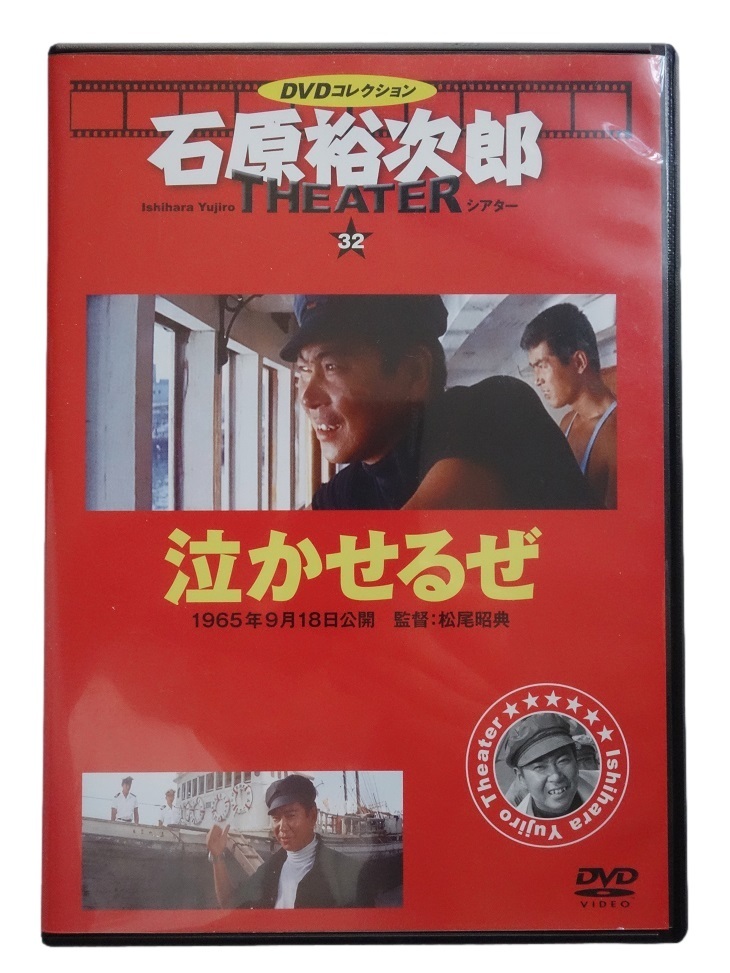 DVDコレクション
石原裕次郎
Ishihara Yujiro THEATER シアター
32
泣かせるぜ
1965年9月18日公開 監督:松尾昭典
Ishihara Yujiro Theater
DVD
VIDEO